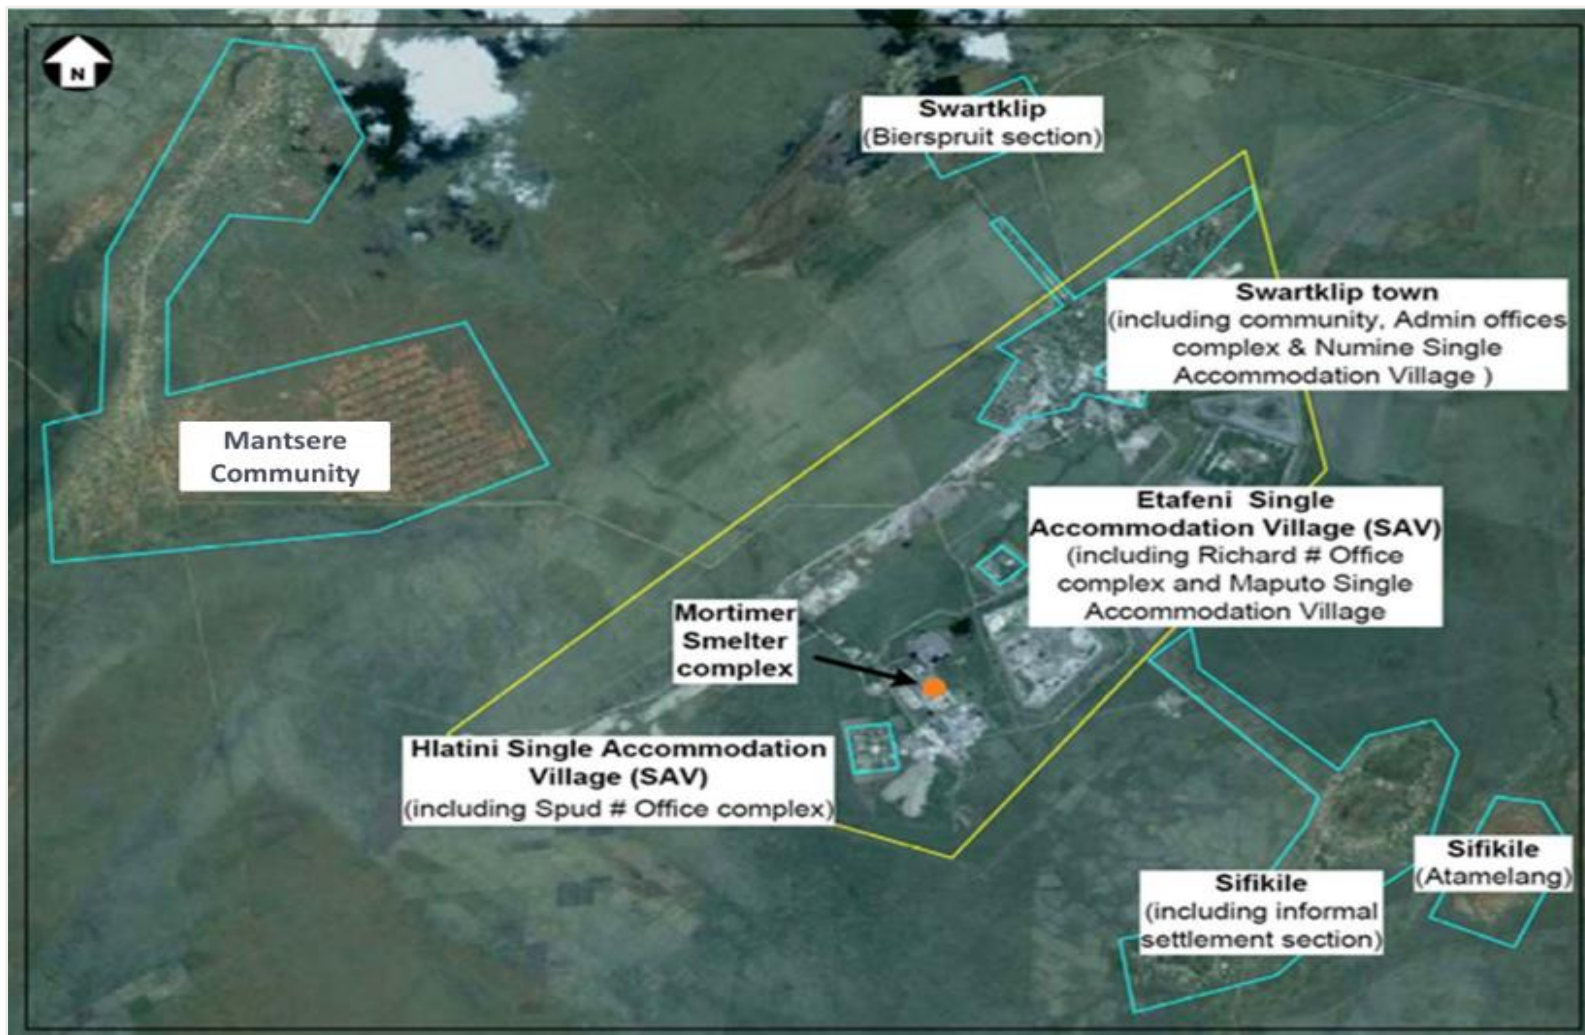 N
Swartklip
(Bierspruit section)
Swartklip town
(including community, Admin offices
complex & Numine Single
Accommodation Village )
Mantsere
Community
Etafeni Single
Accommodation Village (SAV)
(including Richard # Office
complex and Maputo Single
Accommodation Village
Mortimer
Smelter
complex
Hlatini Single Accommodation
Village (SAV)
(including Spud # Office complex)
Sifikile
(Atamelang)
Sifikile
(including informal
settlement section)